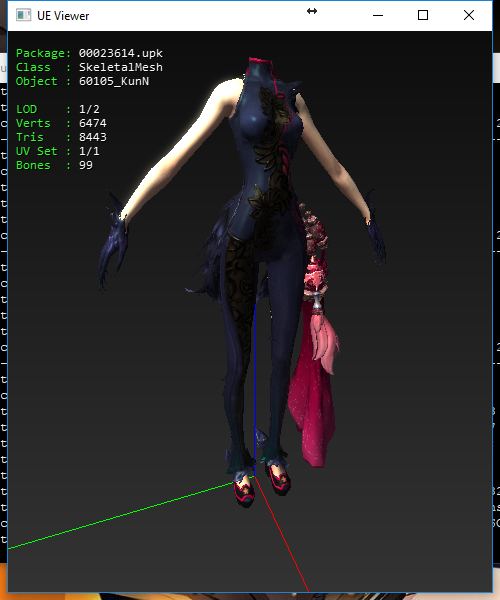 UE Viewer
Package: 00023614.upk
Class : SkeletalMesh
Object : 60105_KunN
LOD : 1/2
Verts : 6474
Tris : 8443
UV Set : 1/1
Bones : 99